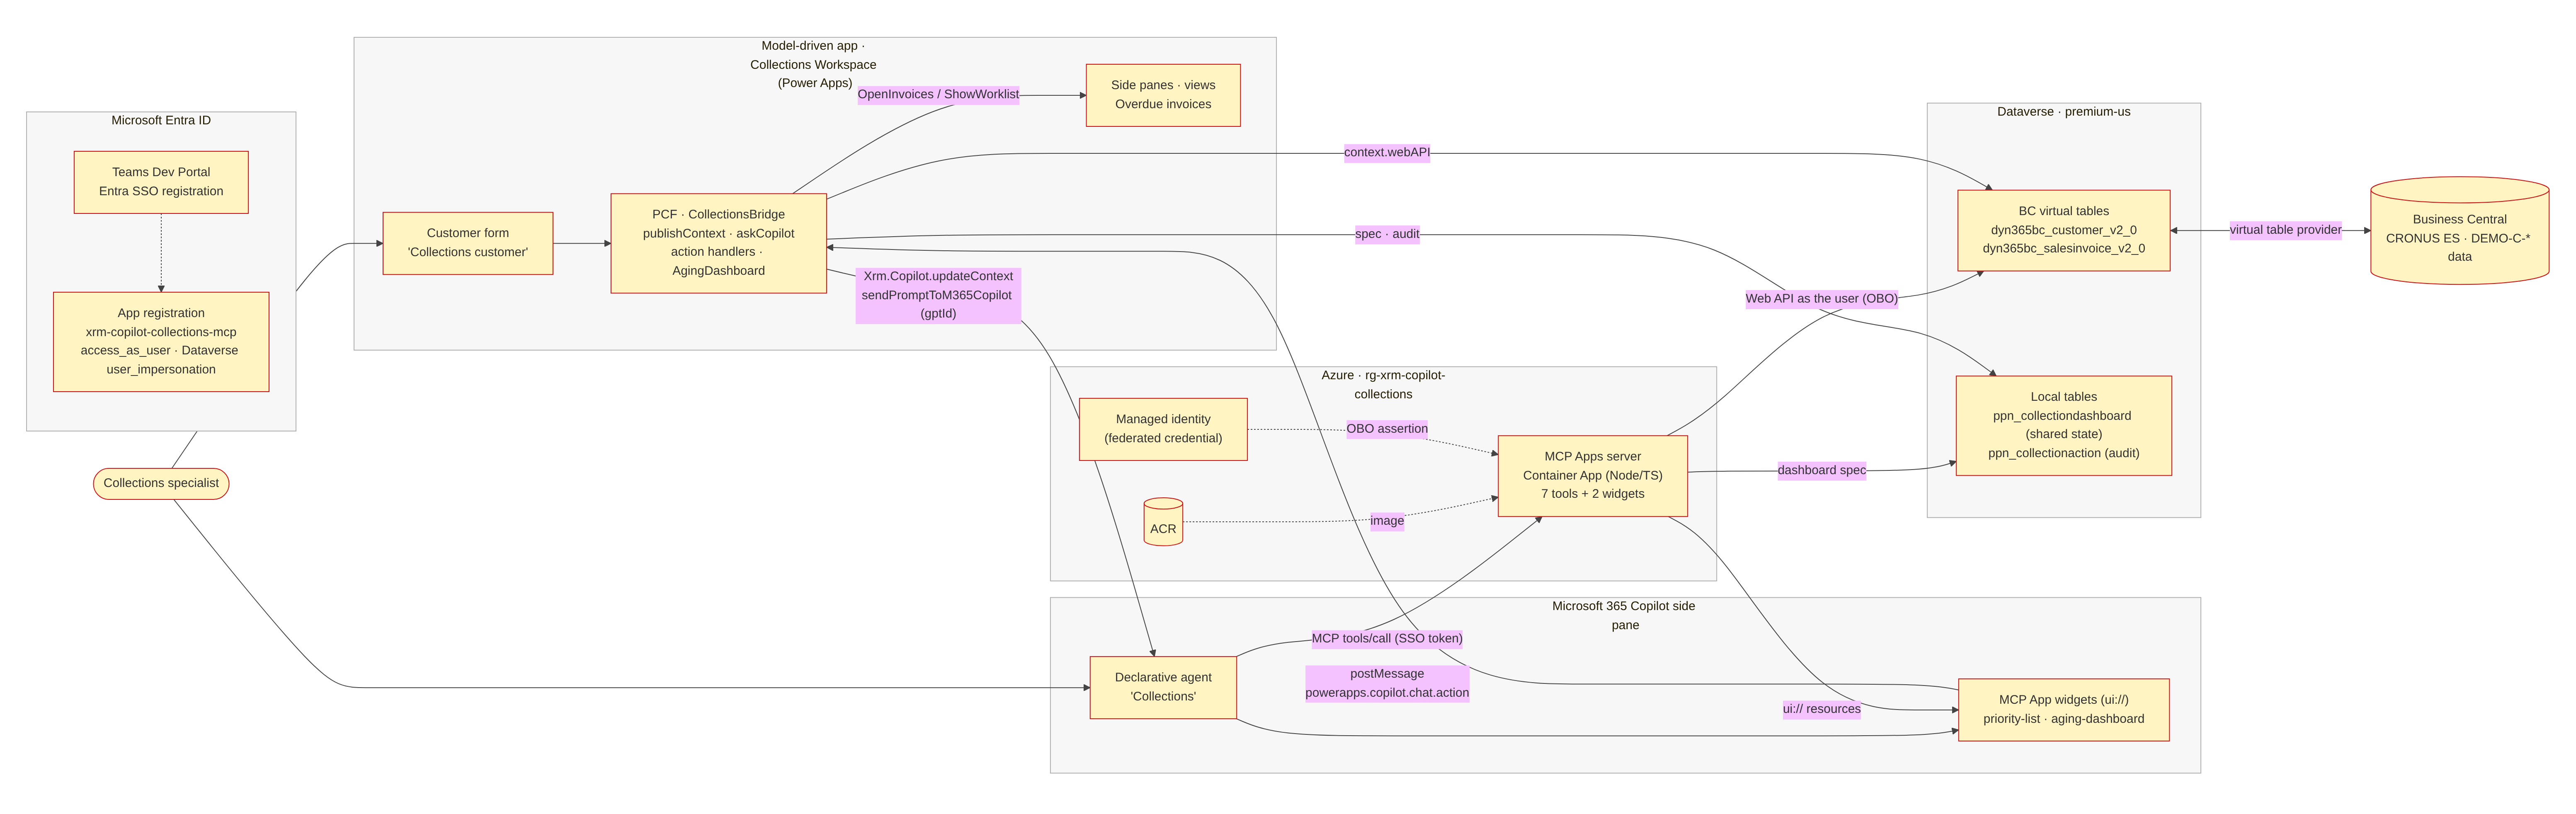 Microsoft Entra ID
Teams Dev Portal
Entra SSO registration
App registration
xrm-copilot-collections-mcp
access_as_user · Dataverse
user_impersonation
Collections specialist
Model-driven app ·
Collections Workspace
(Power Apps)
Customer form
'Collections customer'
PCF · CollectionsBridge
publishContext · askCopilot
action handlers ·
AgingDashboard
OpenInvoices / ShowWorklist
Side panes · views
Overdue invoices
Xrm.Copilot.updateContext
sendPromptToM365Copilot
(gptId)
context.webAPI
spec · audit
Azure · rg-xrm-copilot-
collections
Managed identity
(federated credential)
OBO assertion
ACR
image
MCP Apps server
Container App (Node/TS)
7 tools + 2 widgets
Web API as the user (OBO)
dashboard spec
Microsoft 365 Copilot side
pane
Declarative agent
'Collections'
MCP tools/call (SSO token)
postMessage
powerapps.copilot.chat.action
ui:// resources
MCP App widgets (ui://)
priority-list · aging-dashboard
Dataverse · premium-us
BC virtual tables
dyn365bc_customer_v2_0
dyn365bc_salesinvoice_v2_0
Local tables
ppn_collectiondashboard
(shared state)
ppn_collectionaction (audit)
virtual table provider
Business Central
CRONUS ES · DEMO-C-*
data